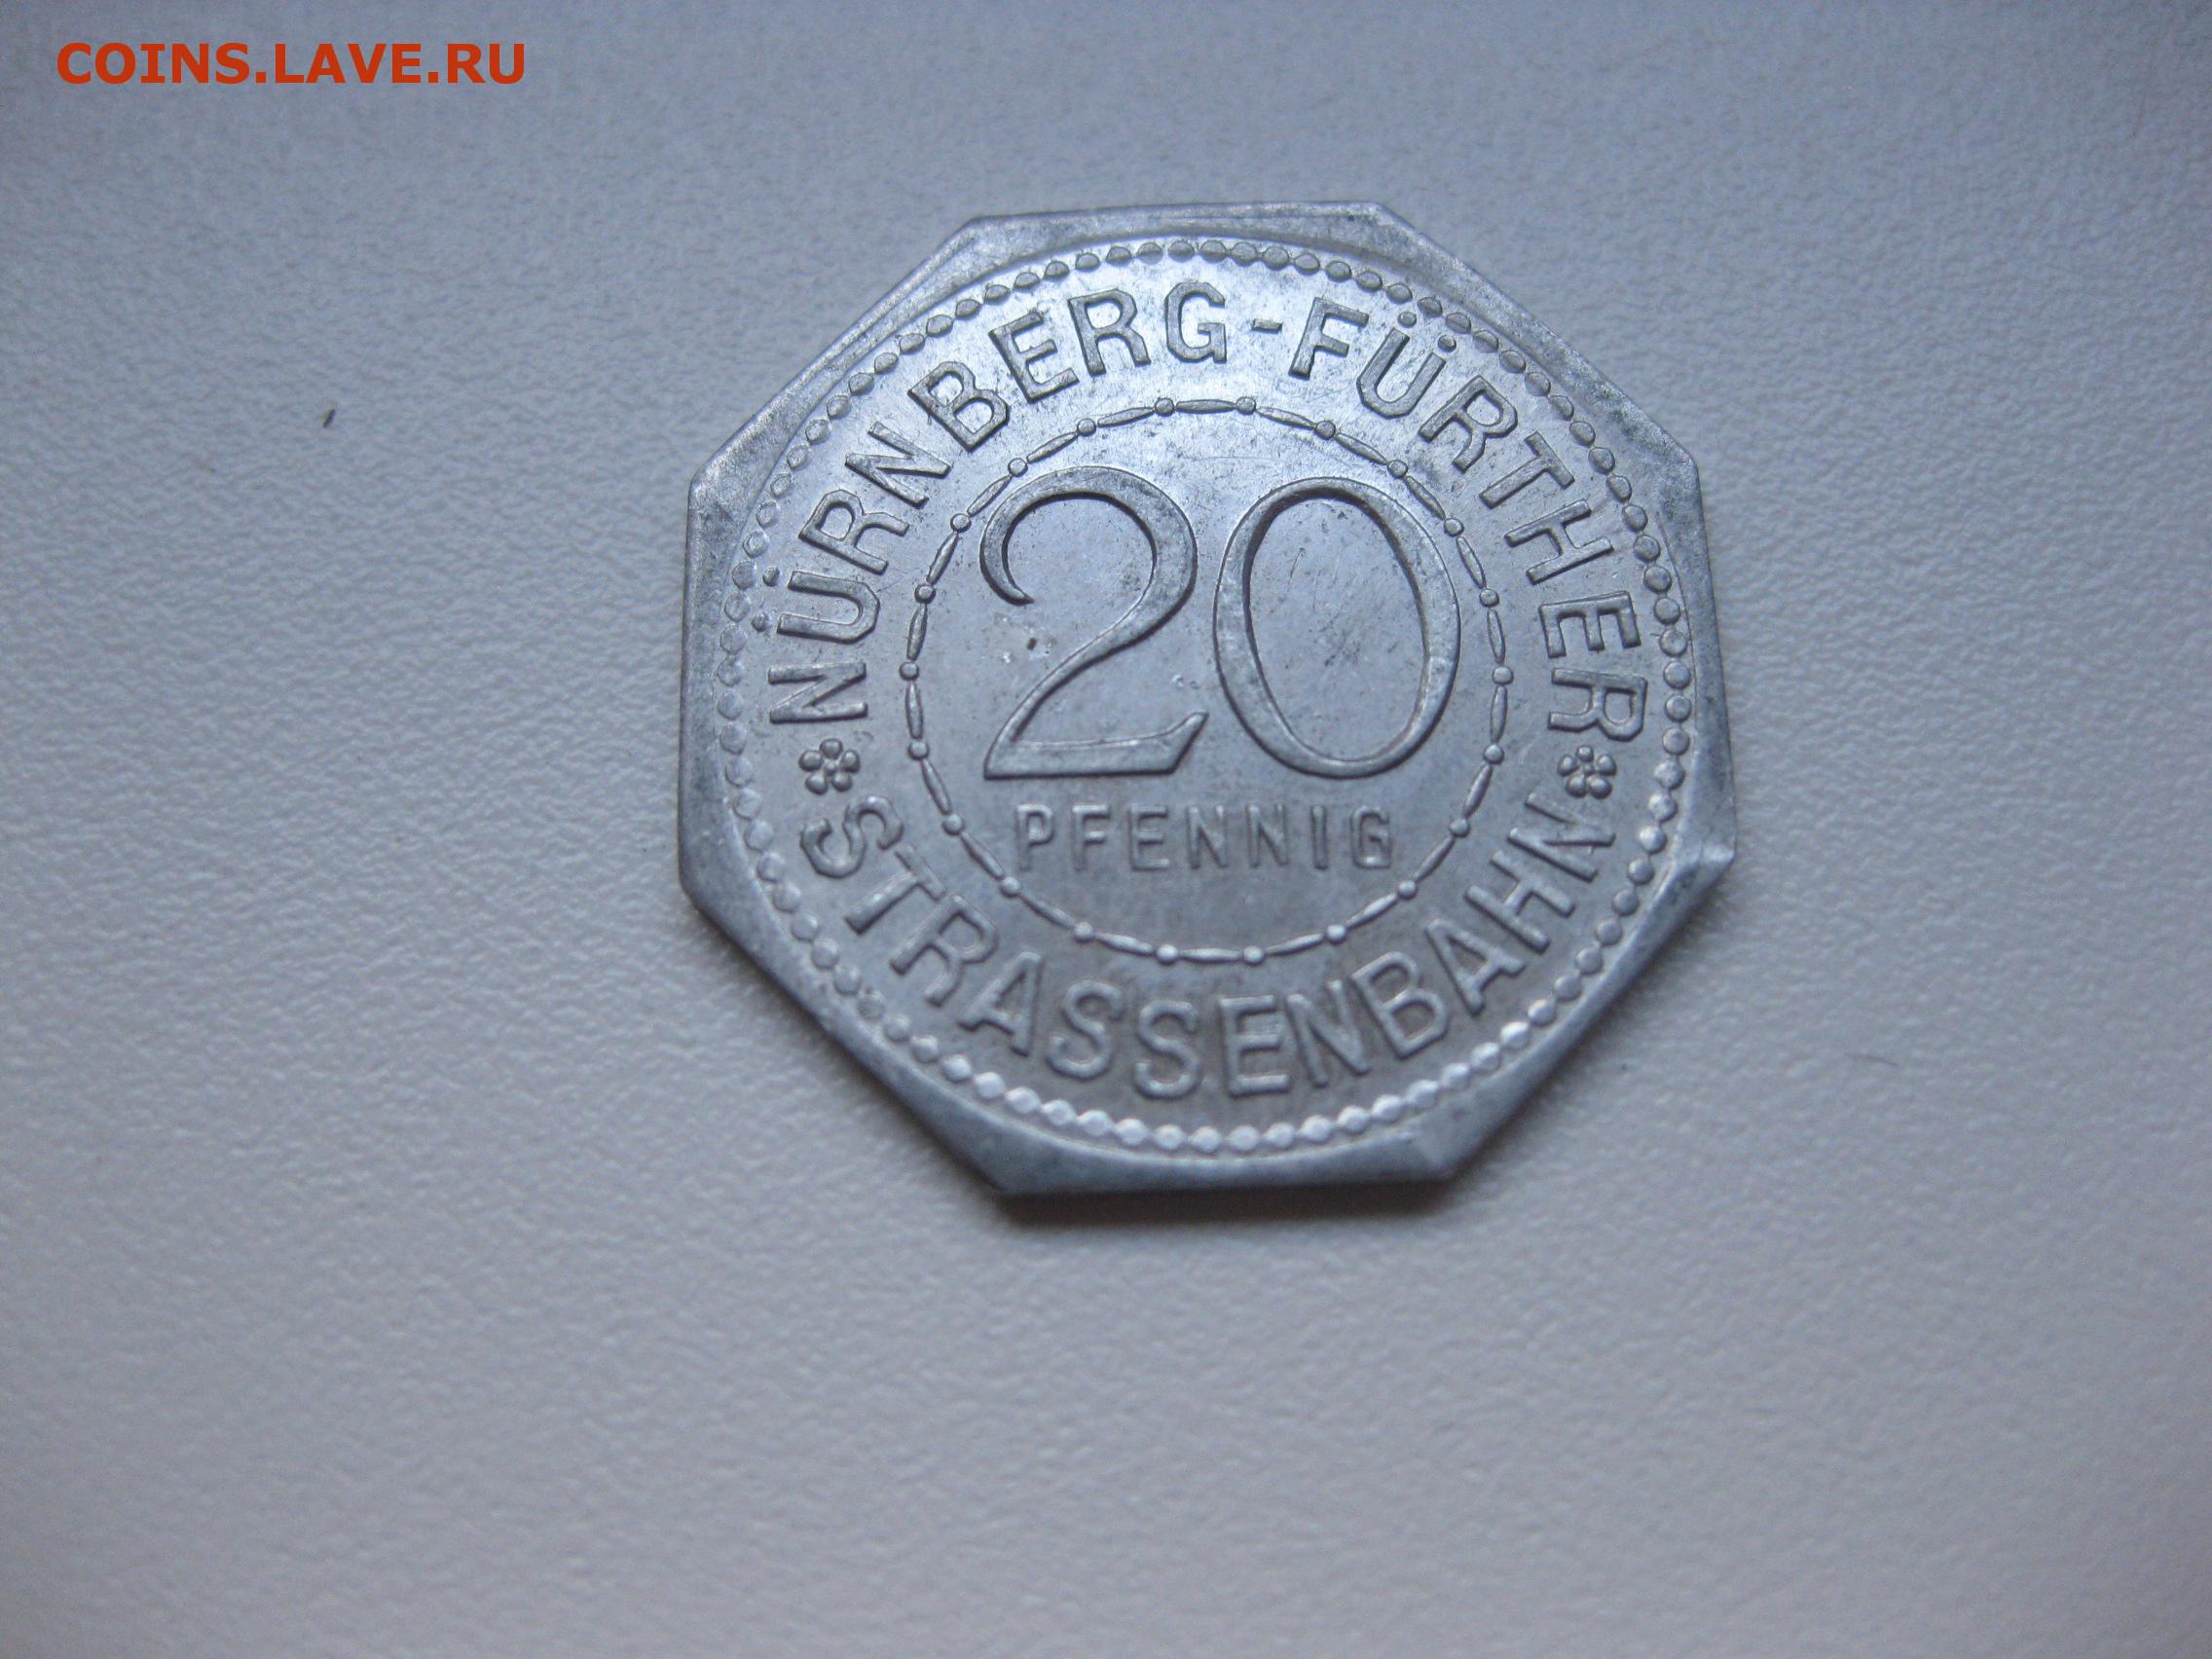 COINS.LAVE.RU
NÜRNBERG-FÜRTHER
20
PFENNIG
STRASSENBAHN